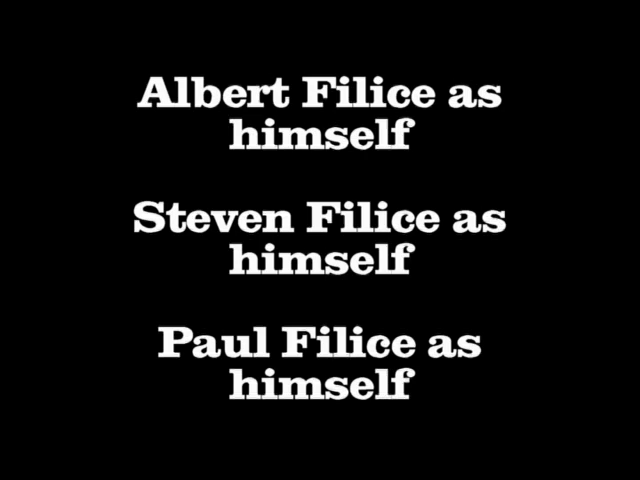 Albert Filice as
himself
Steven Filice as
himself
Paul Filice as
himself